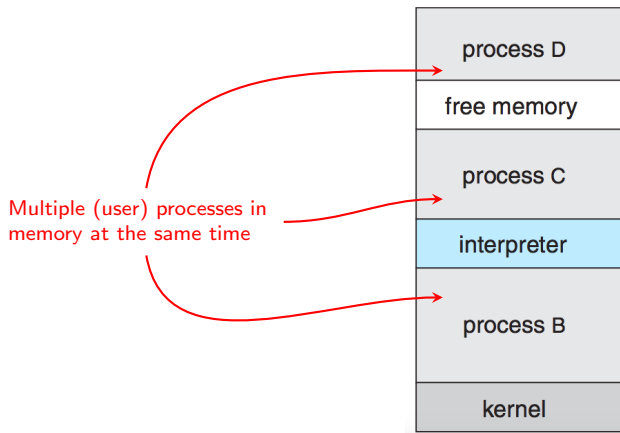 process D
free memory
process C
Multiple (user) processes in
memory at the same time
interpreter
process B
kernel